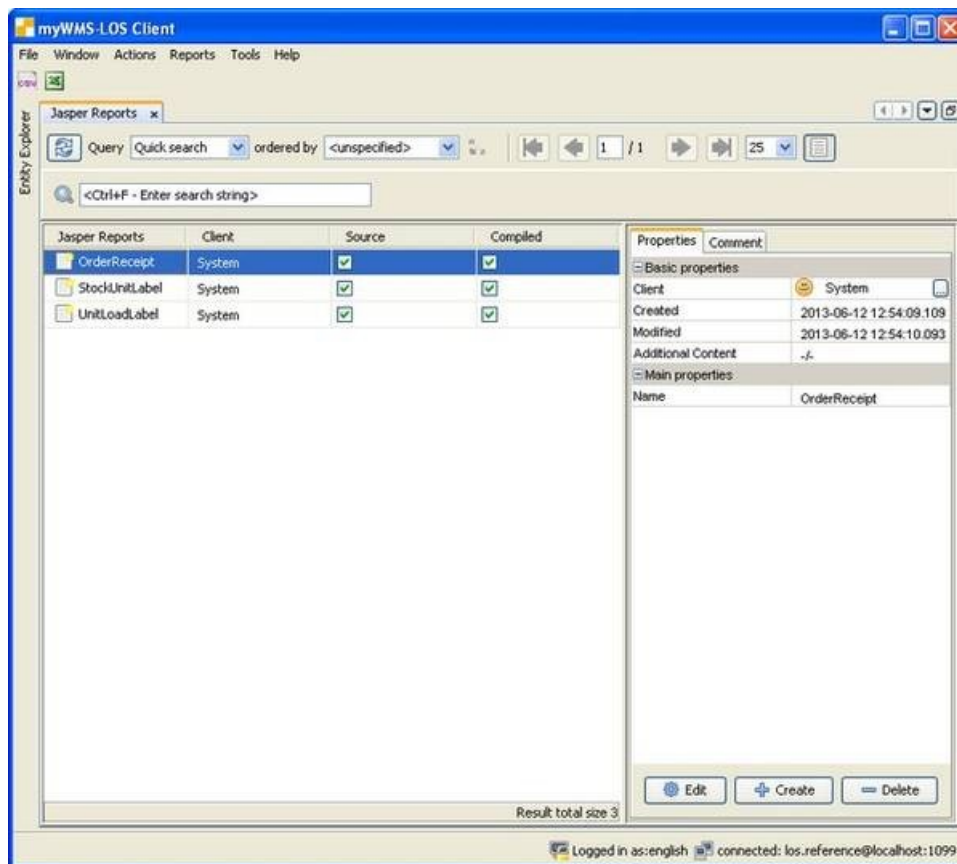 myWMS-LOS Client
File Window Actions Reports Tools Help
csv
Entity Explorer
Jasper Reports x
Query Quick search ordered by <unspecified> 1 / 1 25
<Ctrl+F - Enter search string>
Jasper Reports Client Source Compiled
OrderReceipt System
StockUnitLabel System
UnitLoadLabel System
Result total size 3
Properties Comment
Basic properties
Client System ...
Created 2013-06-12 12:54:09.109
Modified 2013-06-12 12:54:10.093
Additional Content -/-
Main properties
Name OrderReceipt
Edit Create Delete
Logged in as:english connected: los.reference@localhost:1099